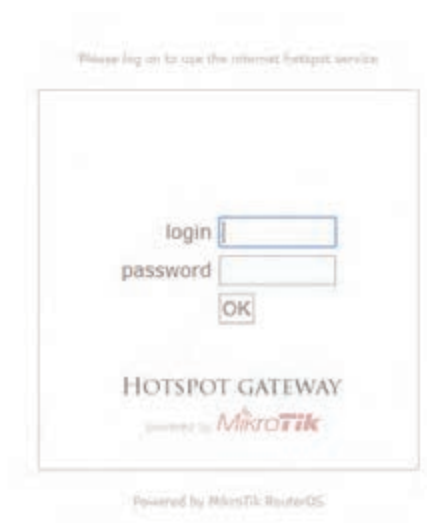 Please log on to use the internet hotspot service
login
password
OK
HOTSPOT GATEWAY
powered by MikroTik
Powered by MikroTik RouterOS